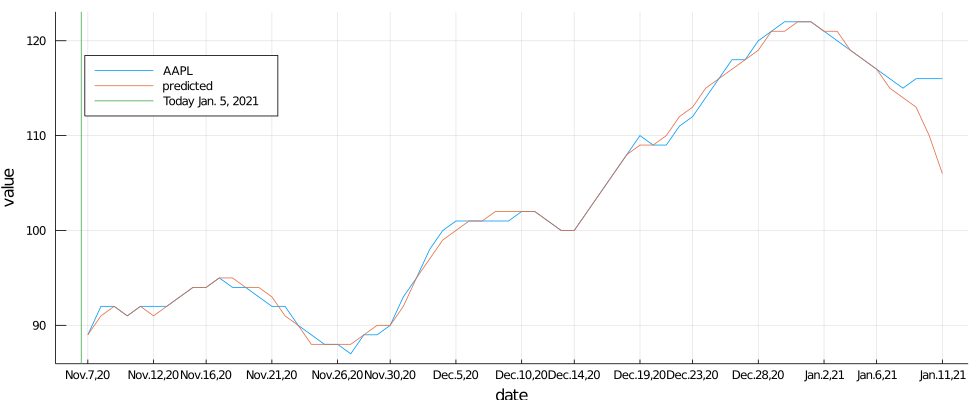 120
110
100
90
value
AAPL
predicted
Today Jan. 5, 2021
Nov.7,20 Nov.12,20 Nov.16,20 Nov.21,20 Nov.26,20 Nov.30,20 Dec.5,20 Dec.10,20 Dec.14,20 Dec.19,20 Dec.23,20 Dec.28,20 Jan.2,21 Jan.6,21 Jan.11,21
date